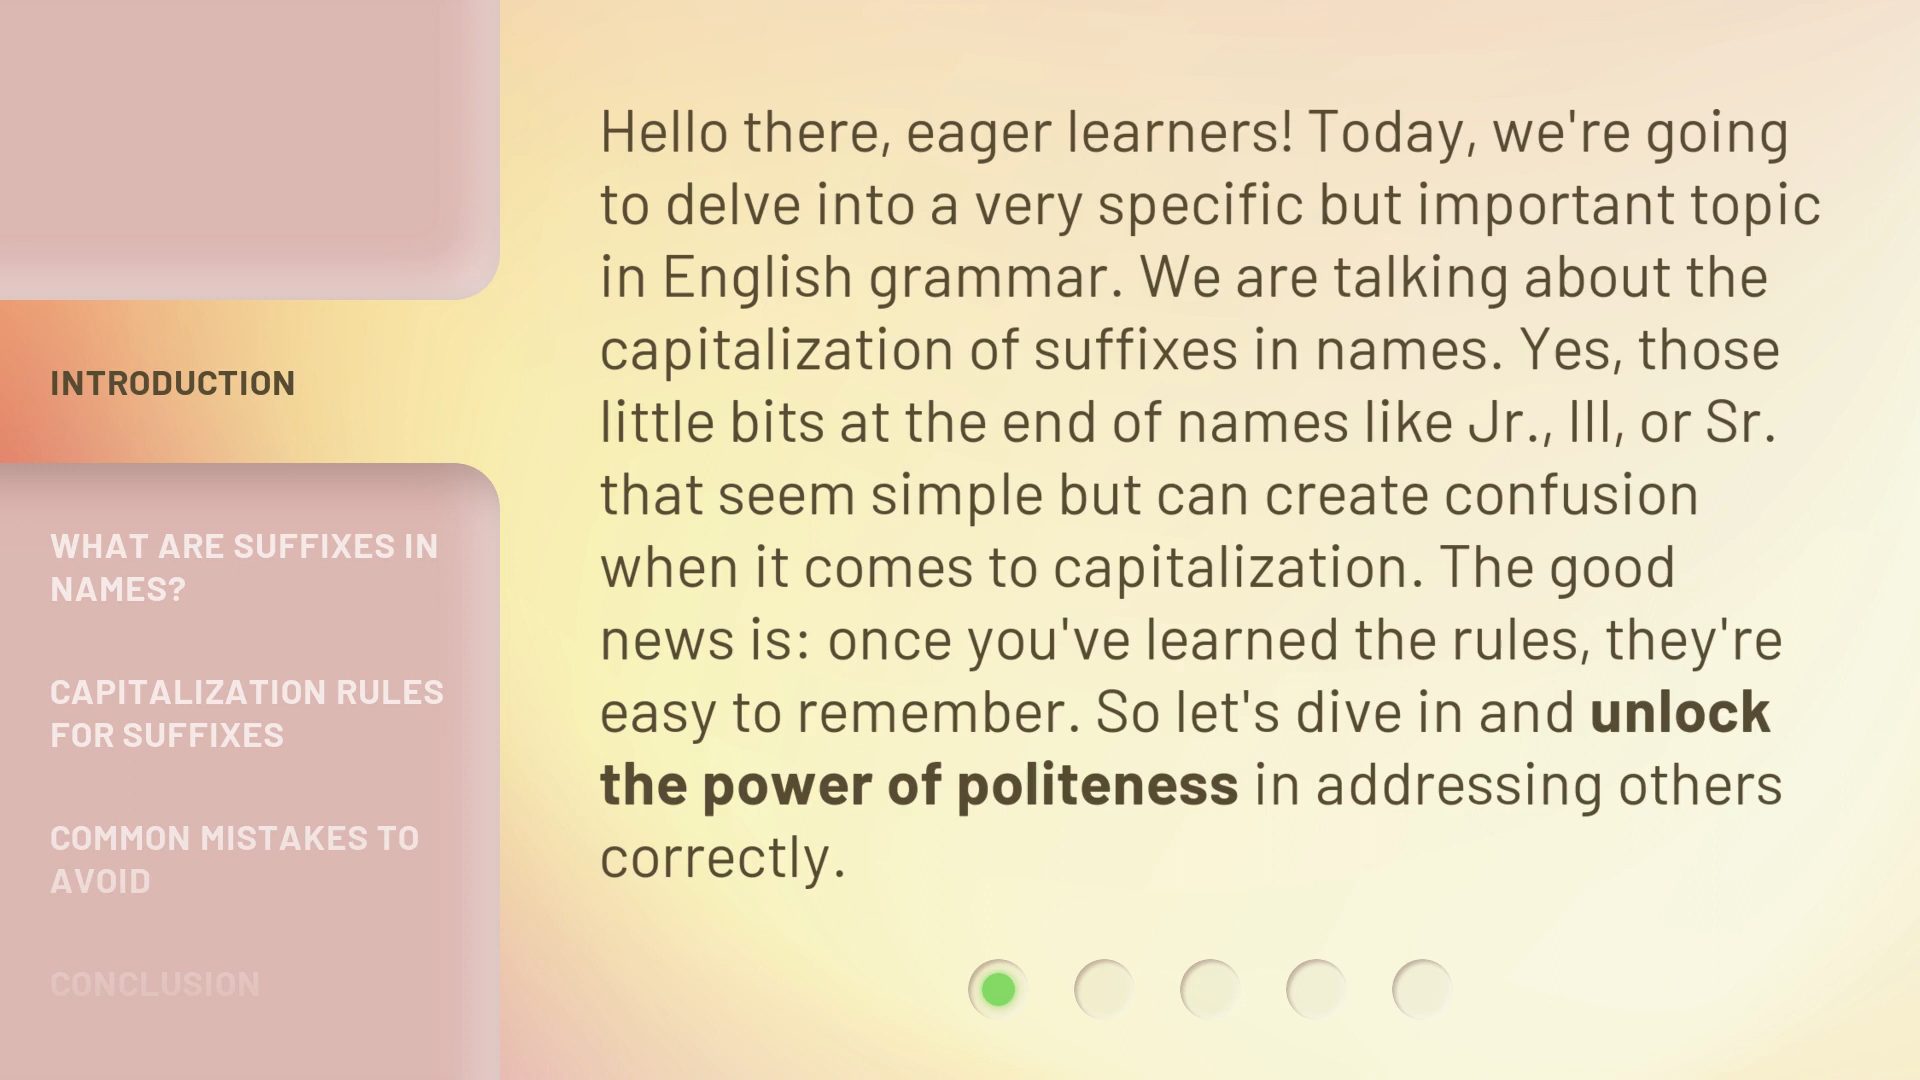 INTRODUCTION
WHAT ARE SUFFIXES IN
NAMES?
CAPITALIZATION RULES
FOR SUFFIXES
COMMON MISTAKES TO
AVOID
CONCLUSION
Hello there, eager learners! Today, we're going
to delve into a very specific but important topic
in English grammar. We are talking about the
capitalization of suffixes in names. Yes, those
little bits at the end of names like Jr., III, or Sr.
that seem simple but can create confusion
when it comes to capitalization. The good
news is: once you've learned the rules, they're
easy to remember. So let's dive in and unlock
the power of politeness in addressing others
correctly.